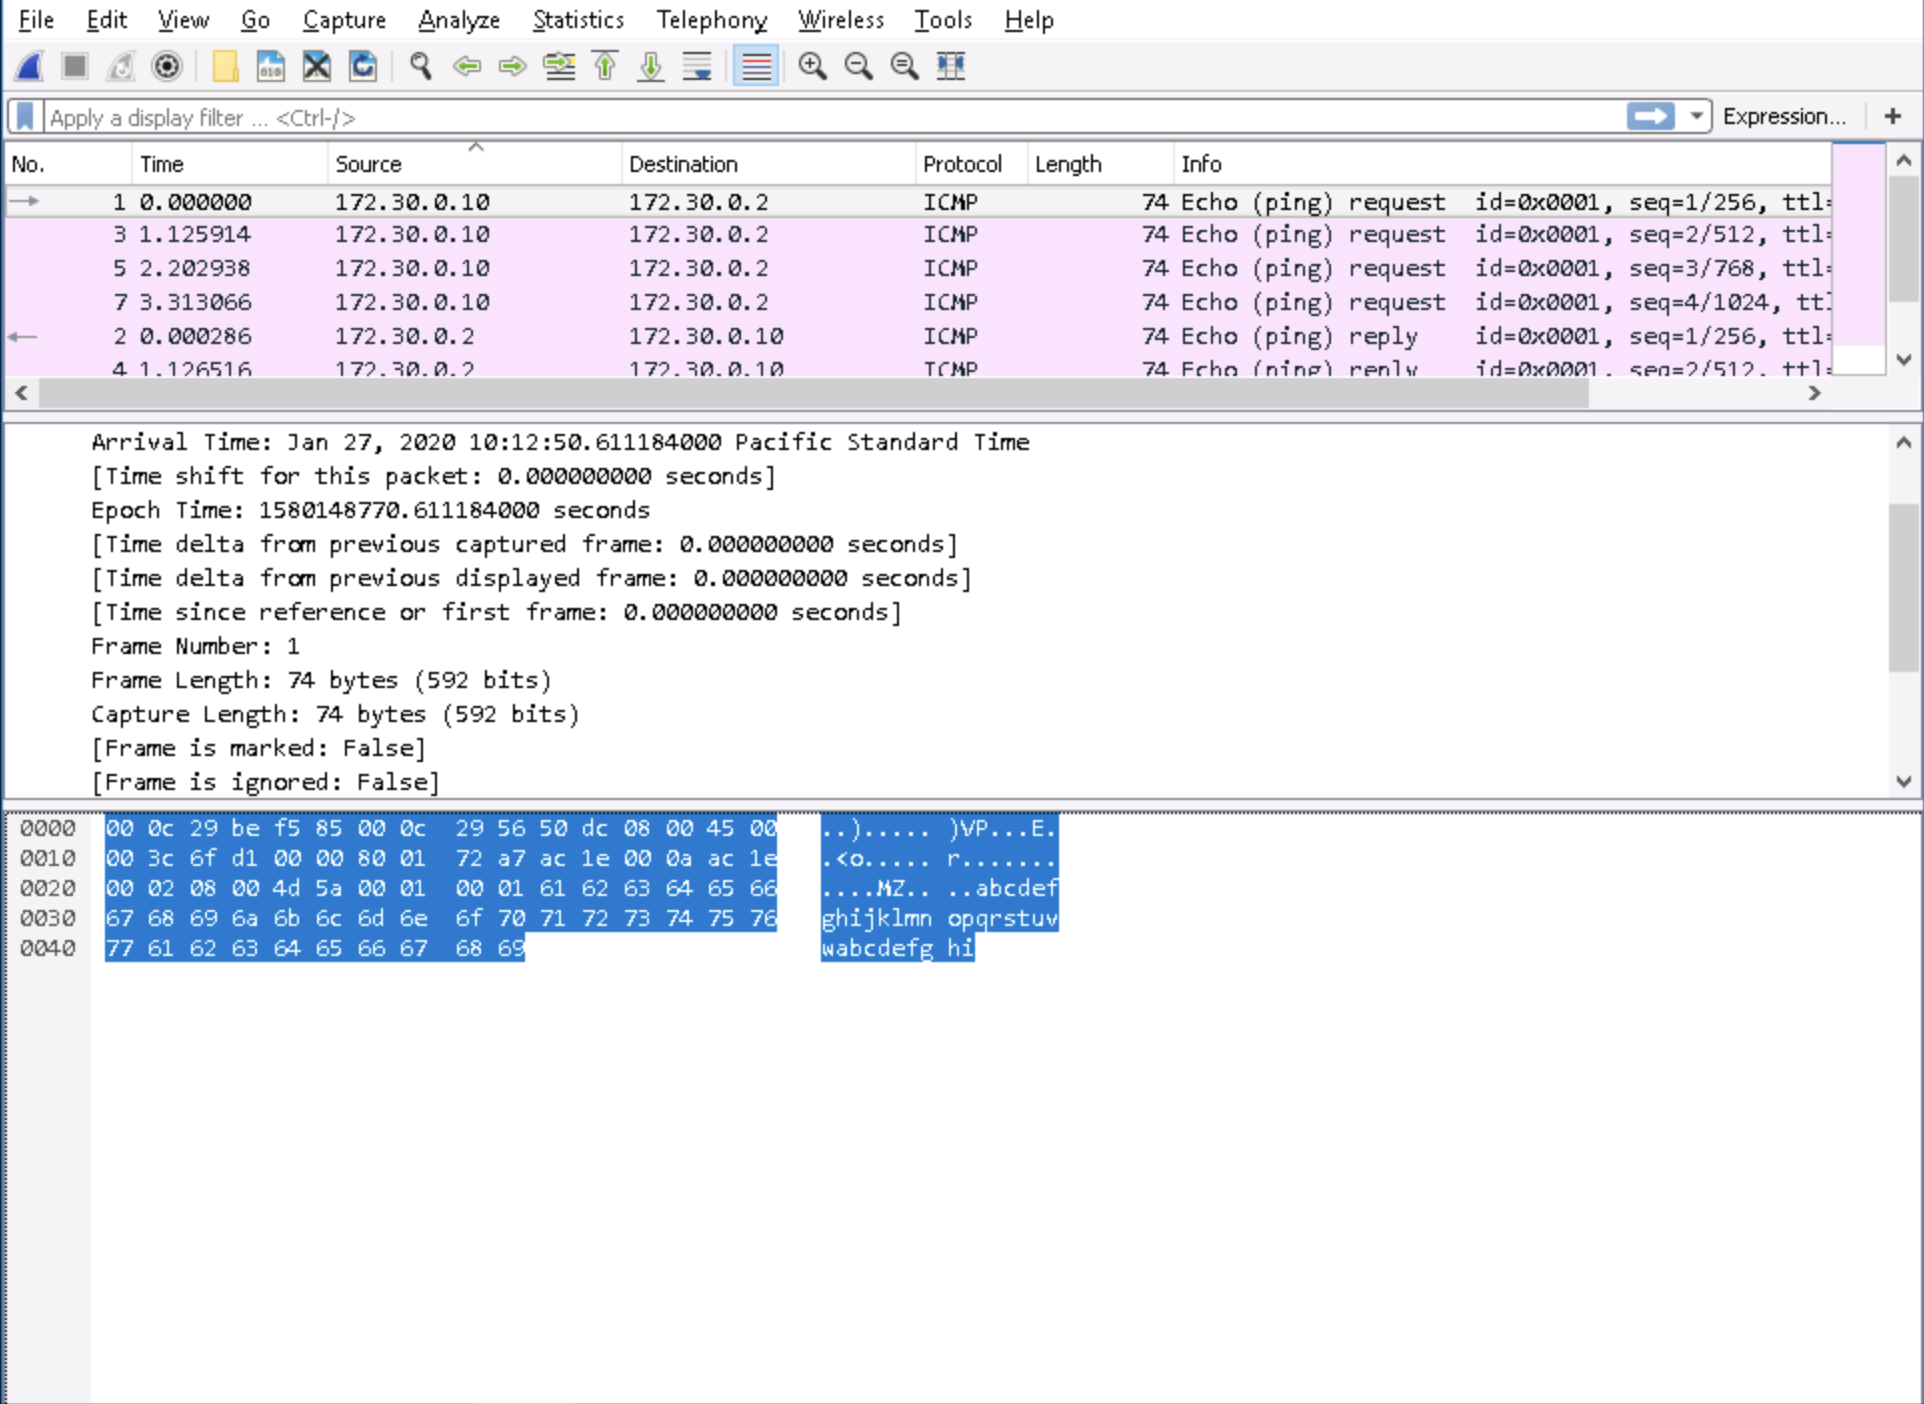 File Edit View Go Capture Analyze Statistics Telephony Wireless Tools Help
Apply a display filter ... <Ctrl-/> Expression... +
No. Time Source Destination Protocol Length Info
1 0.000000 172.30.0.10 172.30.0.2 ICMP 74 Echo (ping) request id=0x0001, seq=1/256, ttl=
3 1.125914 172.30.0.10 172.30.0.2 ICMP 74 Echo (ping) request id=0x0001, seq=2/512, ttl=
5 2.202938 172.30.0.10 172.30.0.2 ICMP 74 Echo (ping) request id=0x0001, seq=3/768, ttl=
7 3.313066 172.30.0.10 172.30.0.2 ICMP 74 Echo (ping) request id=0x0001, seq=4/1024, ttl
2 0.000286 172.30.0.2 172.30.0.10 ICMP 74 Echo (ping) reply id=0x0001, seq=1/256, ttl=
4 1.126516 172.30.0.2 172.30.0.10 ICMP 74 Echo (ping) reply id=0x0001, seq=2/512, ttl=
Arrival Time: Jan 27, 2020 10:12:50.611184000 Pacific Standard Time
[Time shift for this packet: 0.000000000 seconds]
Epoch Time: 1580148770.611184000 seconds
[Time delta from previous captured frame: 0.000000000 seconds]
[Time delta from previous displayed frame: 0.000000000 seconds]
[Time since reference or first frame: 0.000000000 seconds]
Frame Number: 1
Frame Length: 74 bytes (592 bits)
Capture Length: 74 bytes (592 bits)
[Frame is marked: False]
[Frame is ignored: False]
0000 00 0c 29 be f5 85 00 0c 29 56 50 dc 08 00 45 00 ..)..... )VP...E.
0010 00 3c 6f d1 00 00 80 01 72 a7 ac 1e 00 0a ac 1e .<o..... r.......
0020 00 02 08 00 4d 5a 00 01 00 01 61 62 63 64 65 66 ....MZ.. ..abcdef
0030 67 68 69 6a 6b 6c 6d 6e 6f 70 71 72 73 74 75 76 ghijklmn opqrstuv
0040 77 61 62 63 64 65 66 67 68 69 wabcdefg hi